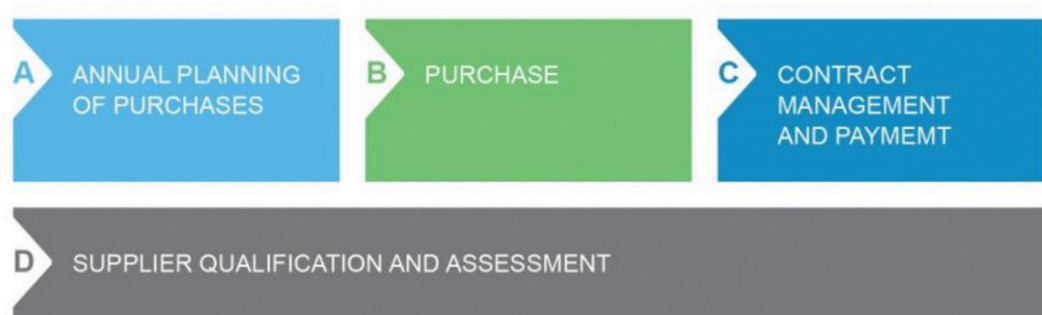 A ANNUAL PLANNING
OF PURCHASES
B PURCHASE
C CONTRACT
MANAGEMENT
AND PAYMEMT
D SUPPLIER QUALIFICATION AND ASSESSMENT